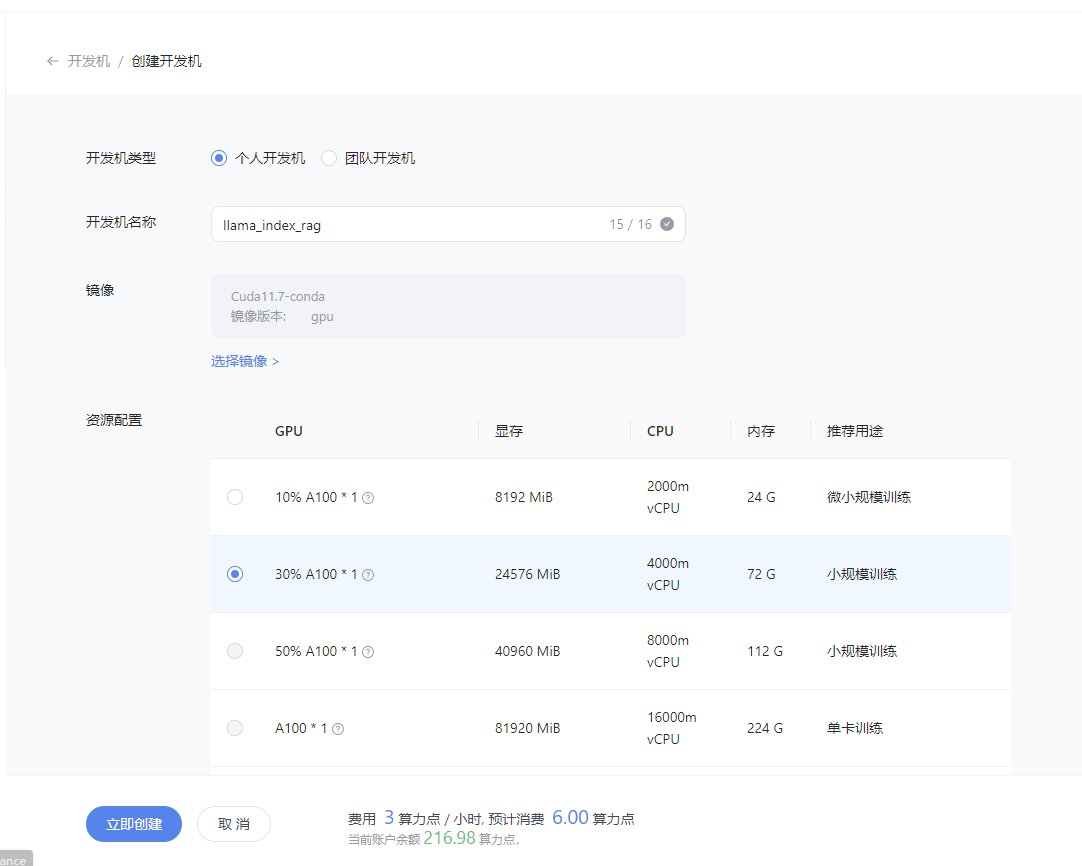 ← 开发机 / 创建开发机
开发机类型 个人开发机 团队开发机
开发机名称 llama_index_rag 15 / 16
镜像 Cuda11.7-conda
镜像版本: gpu
选择镜像 >
资源配置
GPU 显存 CPU 内存 推荐用途
10% A100 * 1 8192 MiB 2000m vCPU 24 G 微小规模训练
30% A100 * 1 24576 MiB 4000m vCPU 72 G 小规模训练
50% A100 * 1 40960 MiB 8000m vCPU 112 G 小规模训练
A100 * 1 81920 MiB 16000m vCPU 224 G 单卡训练
立即创建 取 消 费用 3 算力点 / 小时, 预计消费 6.00 算力点
当前账户余额 216.98 算力点,
ance